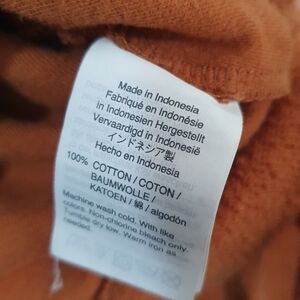 Made in Indonesia
Fabriqué en Indonésie
In Indonesien Hergestellt
Vervaardigd in Indonesië
インドネシア製
Hecho en Indonesia
100% COTTON / COTON /
BAUMWOLLE /
KATOEN / 綿 / algodón
Machine wash cold. With like
colors. Non-chlorine bleach only.
Tumble dry low. Warm iron as
needed.